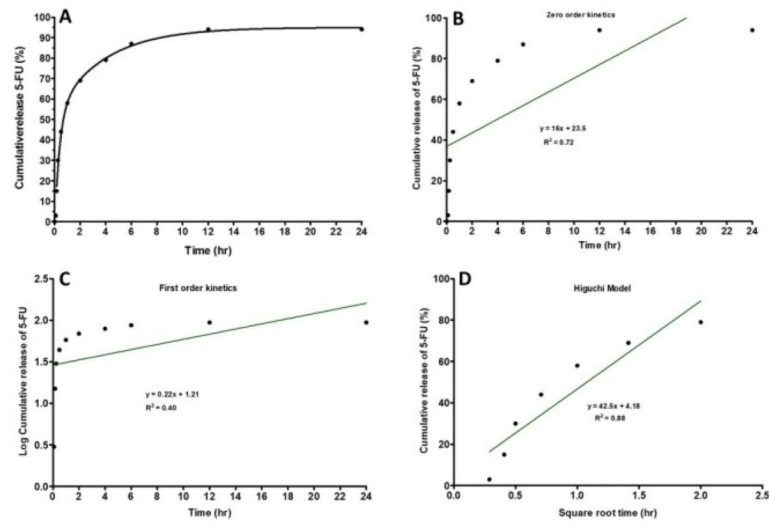 A
Cumulativerelease 5-FU (%)
100
90
80
70
60
50
40
30
20
10
0
0 2 4 6 8 10 12 14 16 18 20 22 24
Time (hr)
B
Zero order kinetics
Cumulative release of 5-FU (%)
100
80
60
40
20
0
y = 16x + 23.5
R² = 0.72
0 2 4 6 8 10 12 14 16 18 20 22 24
Time (hr)
C
First order kinetics
Log Cumulative release of 5-FU
2.5
2.0
1.5
1.0
0.5
0.0
y = 0.22x + 1.21
R² = 0.40
0 2 4 6 8 10 12 14 16 18 20 22 24
Time (hr)
D
Higuchi Model
Cumulative release of 5-FU (%)
100
80
60
40
20
0
y = 42.5x + 4.18
R² = 0.88
0.0 0.5 1.0 1.5 2.0 2.5
Square root time (hr)